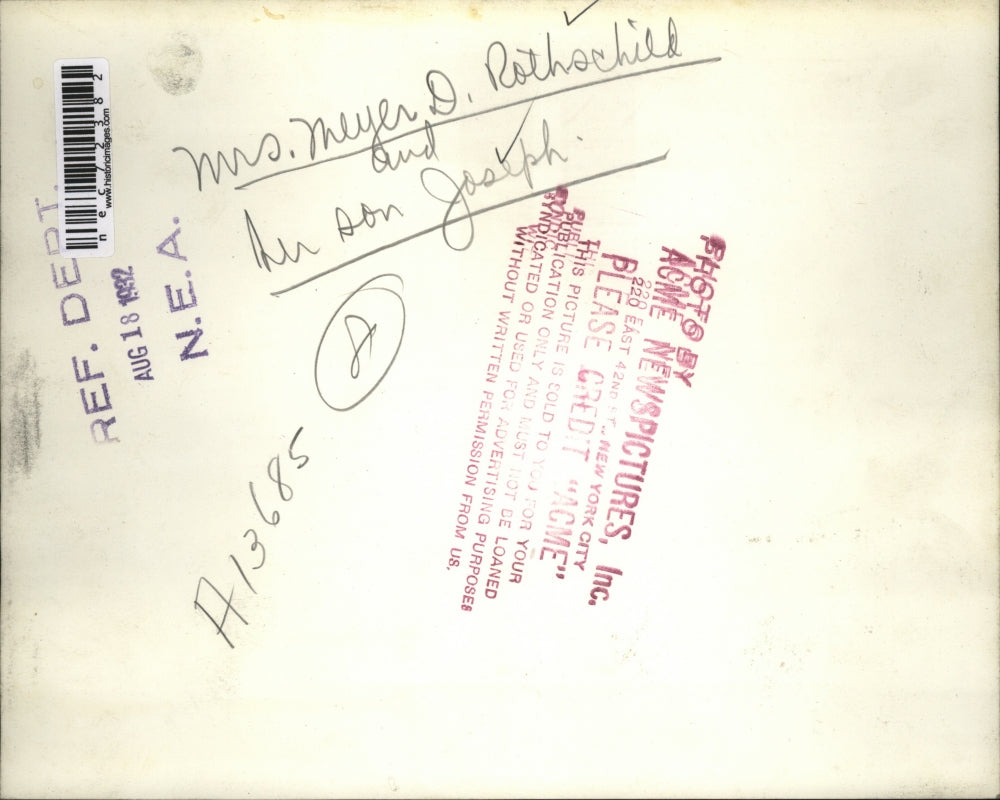 Mrs. Meyer D. Rothschild
and
her son Joseph.
A
A13685
nec72382
www.historicimages.com
REF. DEPT.
AUG 18 1932
N.E.A.
PHOTO BY
ACME NEWSPICTURES, Inc.
220 EAST 42ND ST., NEW YORK CITY
PLEASE CREDIT "ACME"
THIS PICTURE IS SOLD TO YOU FOR YOUR
PUBLICATION ONLY AND MUST NOT BE LOANED
SYNDICATED OR USED FOR ADVERTISING PURPOSES
WITHOUT WRITTEN PERMISSION FROM US.